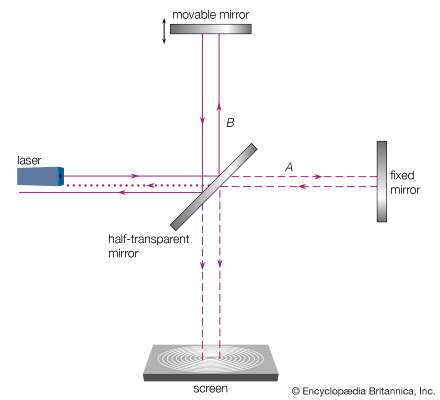 movable mirror
B
laser
A
fixed
mirror
half-transparent
mirror
screen
© Encyclopædia Britannica, Inc.